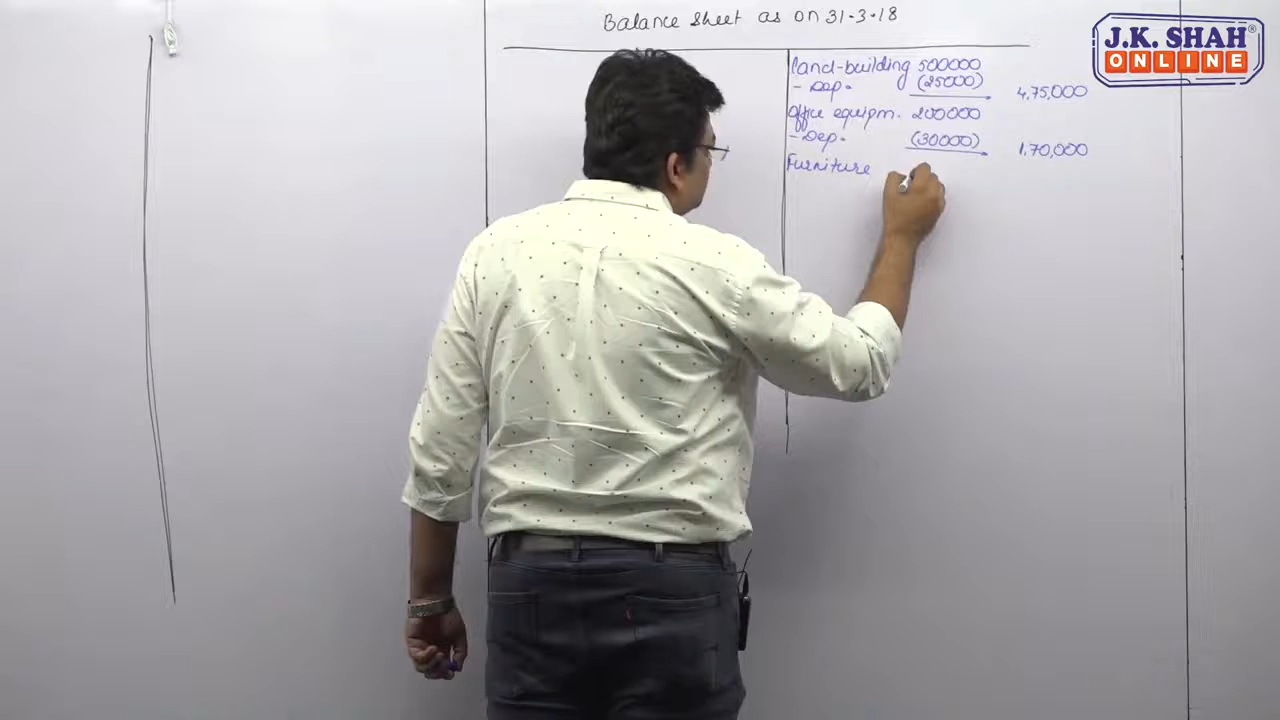 Balance Sheet as on 31-3-18
J.K. SHAH®
ONLINE
Land-building 500000
- Dep. (25000) 4,75,000
Office equipm. 200000
- Dep. (30000) 1,70,000
Furniture